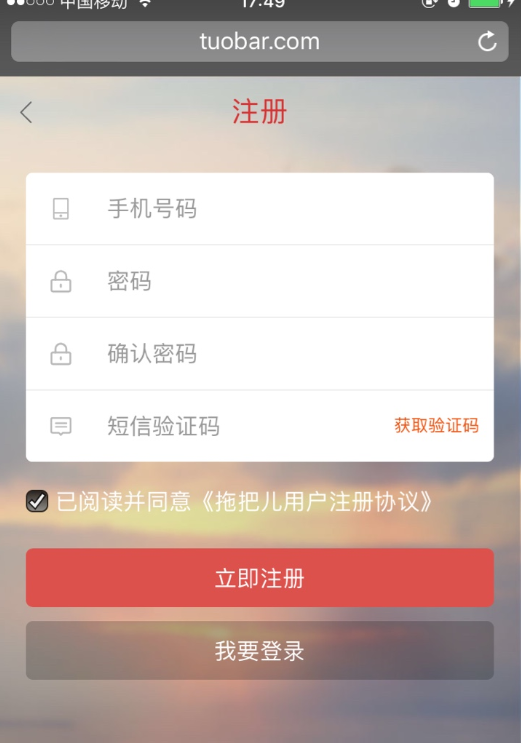 中国移动 17:49
tuobar.com
注册
手机号码
密码
确认密码
短信验证码 获取验证码
已阅读并同意《拖把儿用户注册协议》
立即注册
我要登录